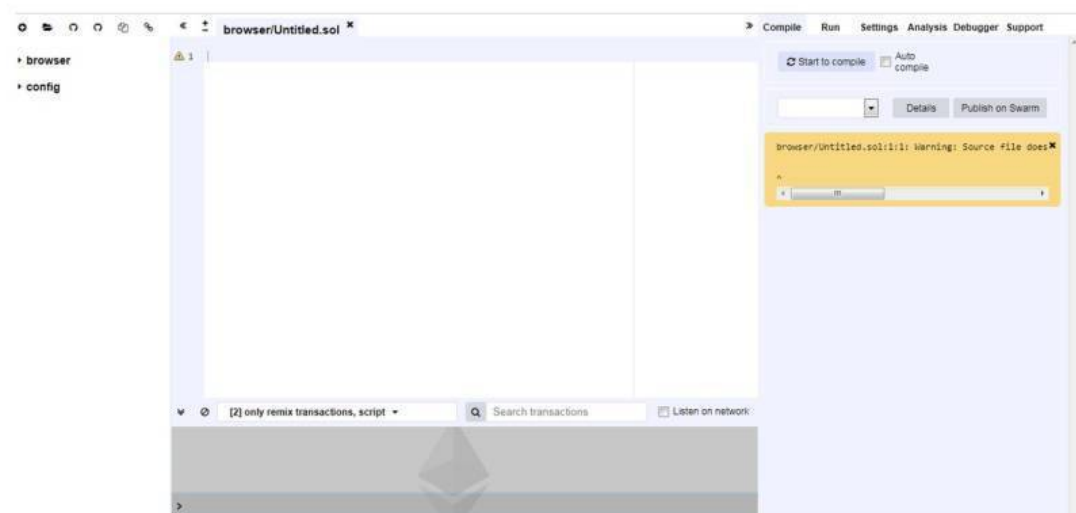 browser/Untitled.sol
Compile Run Settings Analysis Debugger Support
browser
config
1
Start to compile
Auto compile
Details
Publish on Swarm
browser/Untitled.sol:1:1: Warning: Source file does
^
[2] only remix transactions, script
Search transactions
Listen on network
>